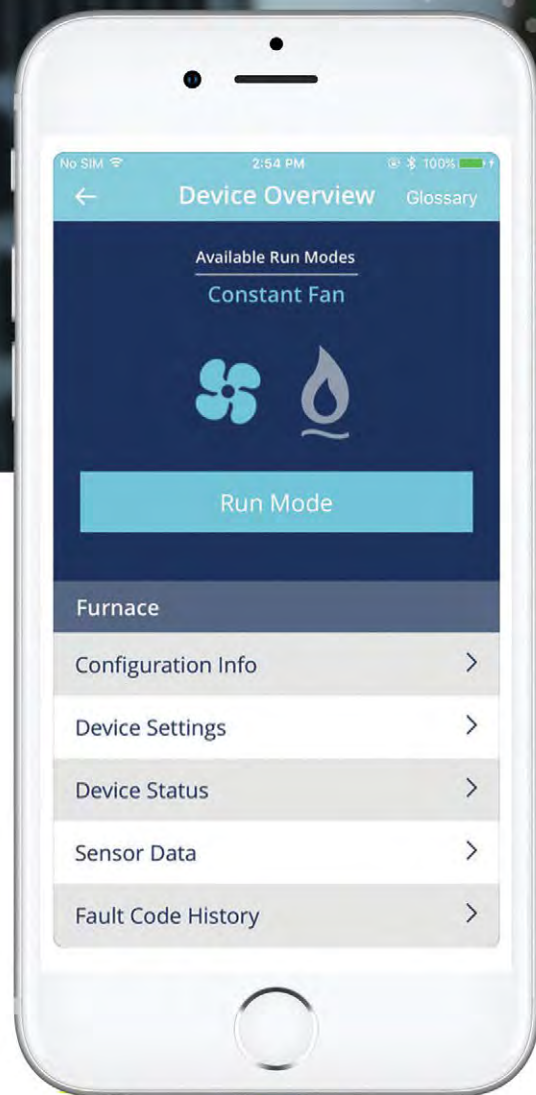 No SIM 2:54 PM 100%
Device Overview Glossary
Available Run Modes
Constant Fan
Run Mode
Furnace
Configuration Info
Device Settings
Device Status
Sensor Data
Fault Code History